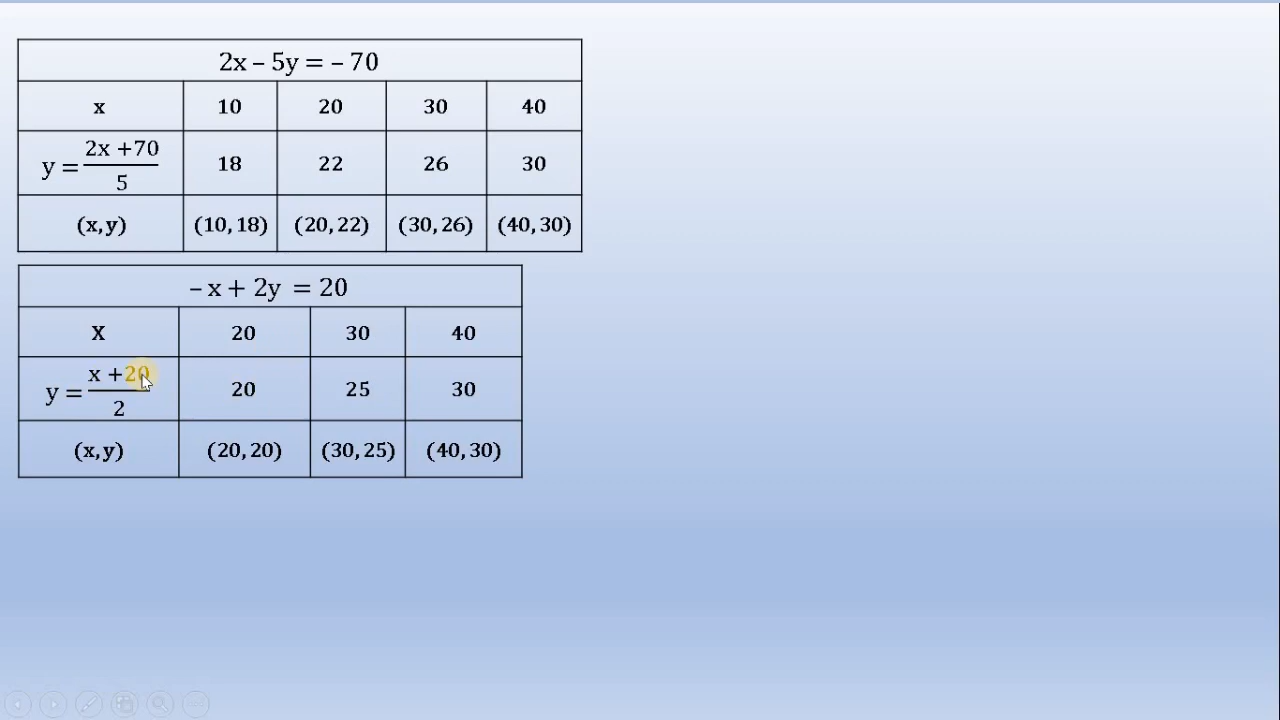 2x – 5y = – 70
x 10 20 30 40
y = (2x +70)/5 18 22 26 30
(x,y) (10,18) (20,22) (30,26) (40,30)
– x + 2y = 20
X 20 30 40
y = (x +20)/2 20 25 30
(x,y) (20,20) (30,25) (40,30)